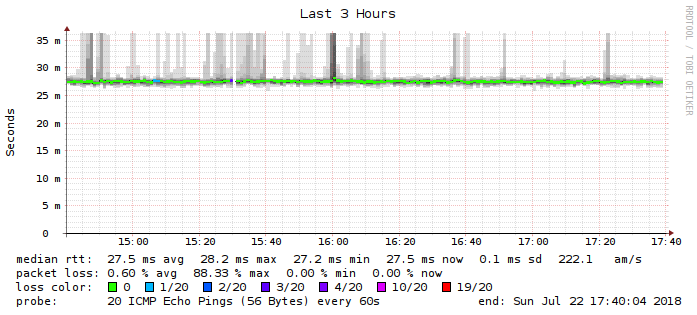 Last 3 Hours
RRDTOOL / TOBI OETIKER
Seconds
35 m
30 m
25 m
20 m
15 m
10 m
5 m
0
15:00 15:20 15:40 16:00 16:20 16:40 17:00 17:20 17:40
median rtt: 27.5 ms avg 28.2 ms max 27.2 ms min 27.5 ms now 0.1 ms sd 222.1 am/s
packet loss: 0.60 % avg 88.33 % max 0.00 % min 0.00 % now
loss color: 0 1/20 2/20 3/20 4/20 10/20 19/20
probe: 20 ICMP Echo Pings (56 Bytes) every 60s end: Sun Jul 22 17:40:04 2018